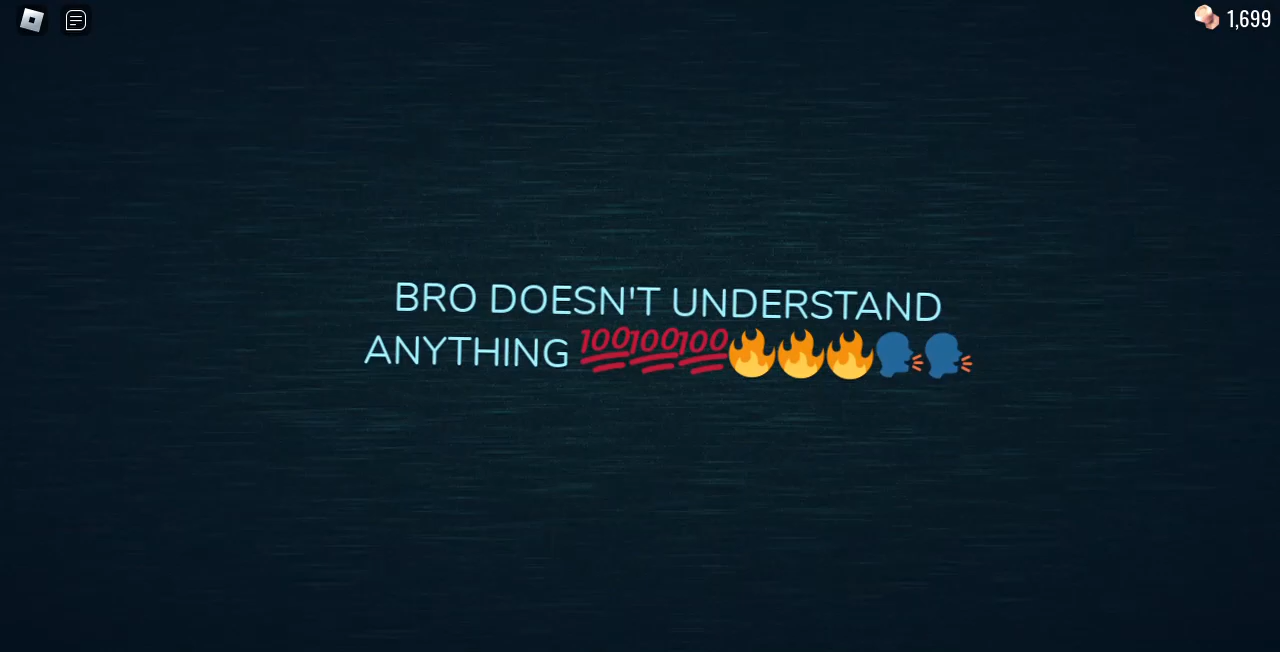 1,699
BRO DOESN'T UNDERSTAND
ANYTHING 💯💯💯🔥🔥🔥🗣️🗣️